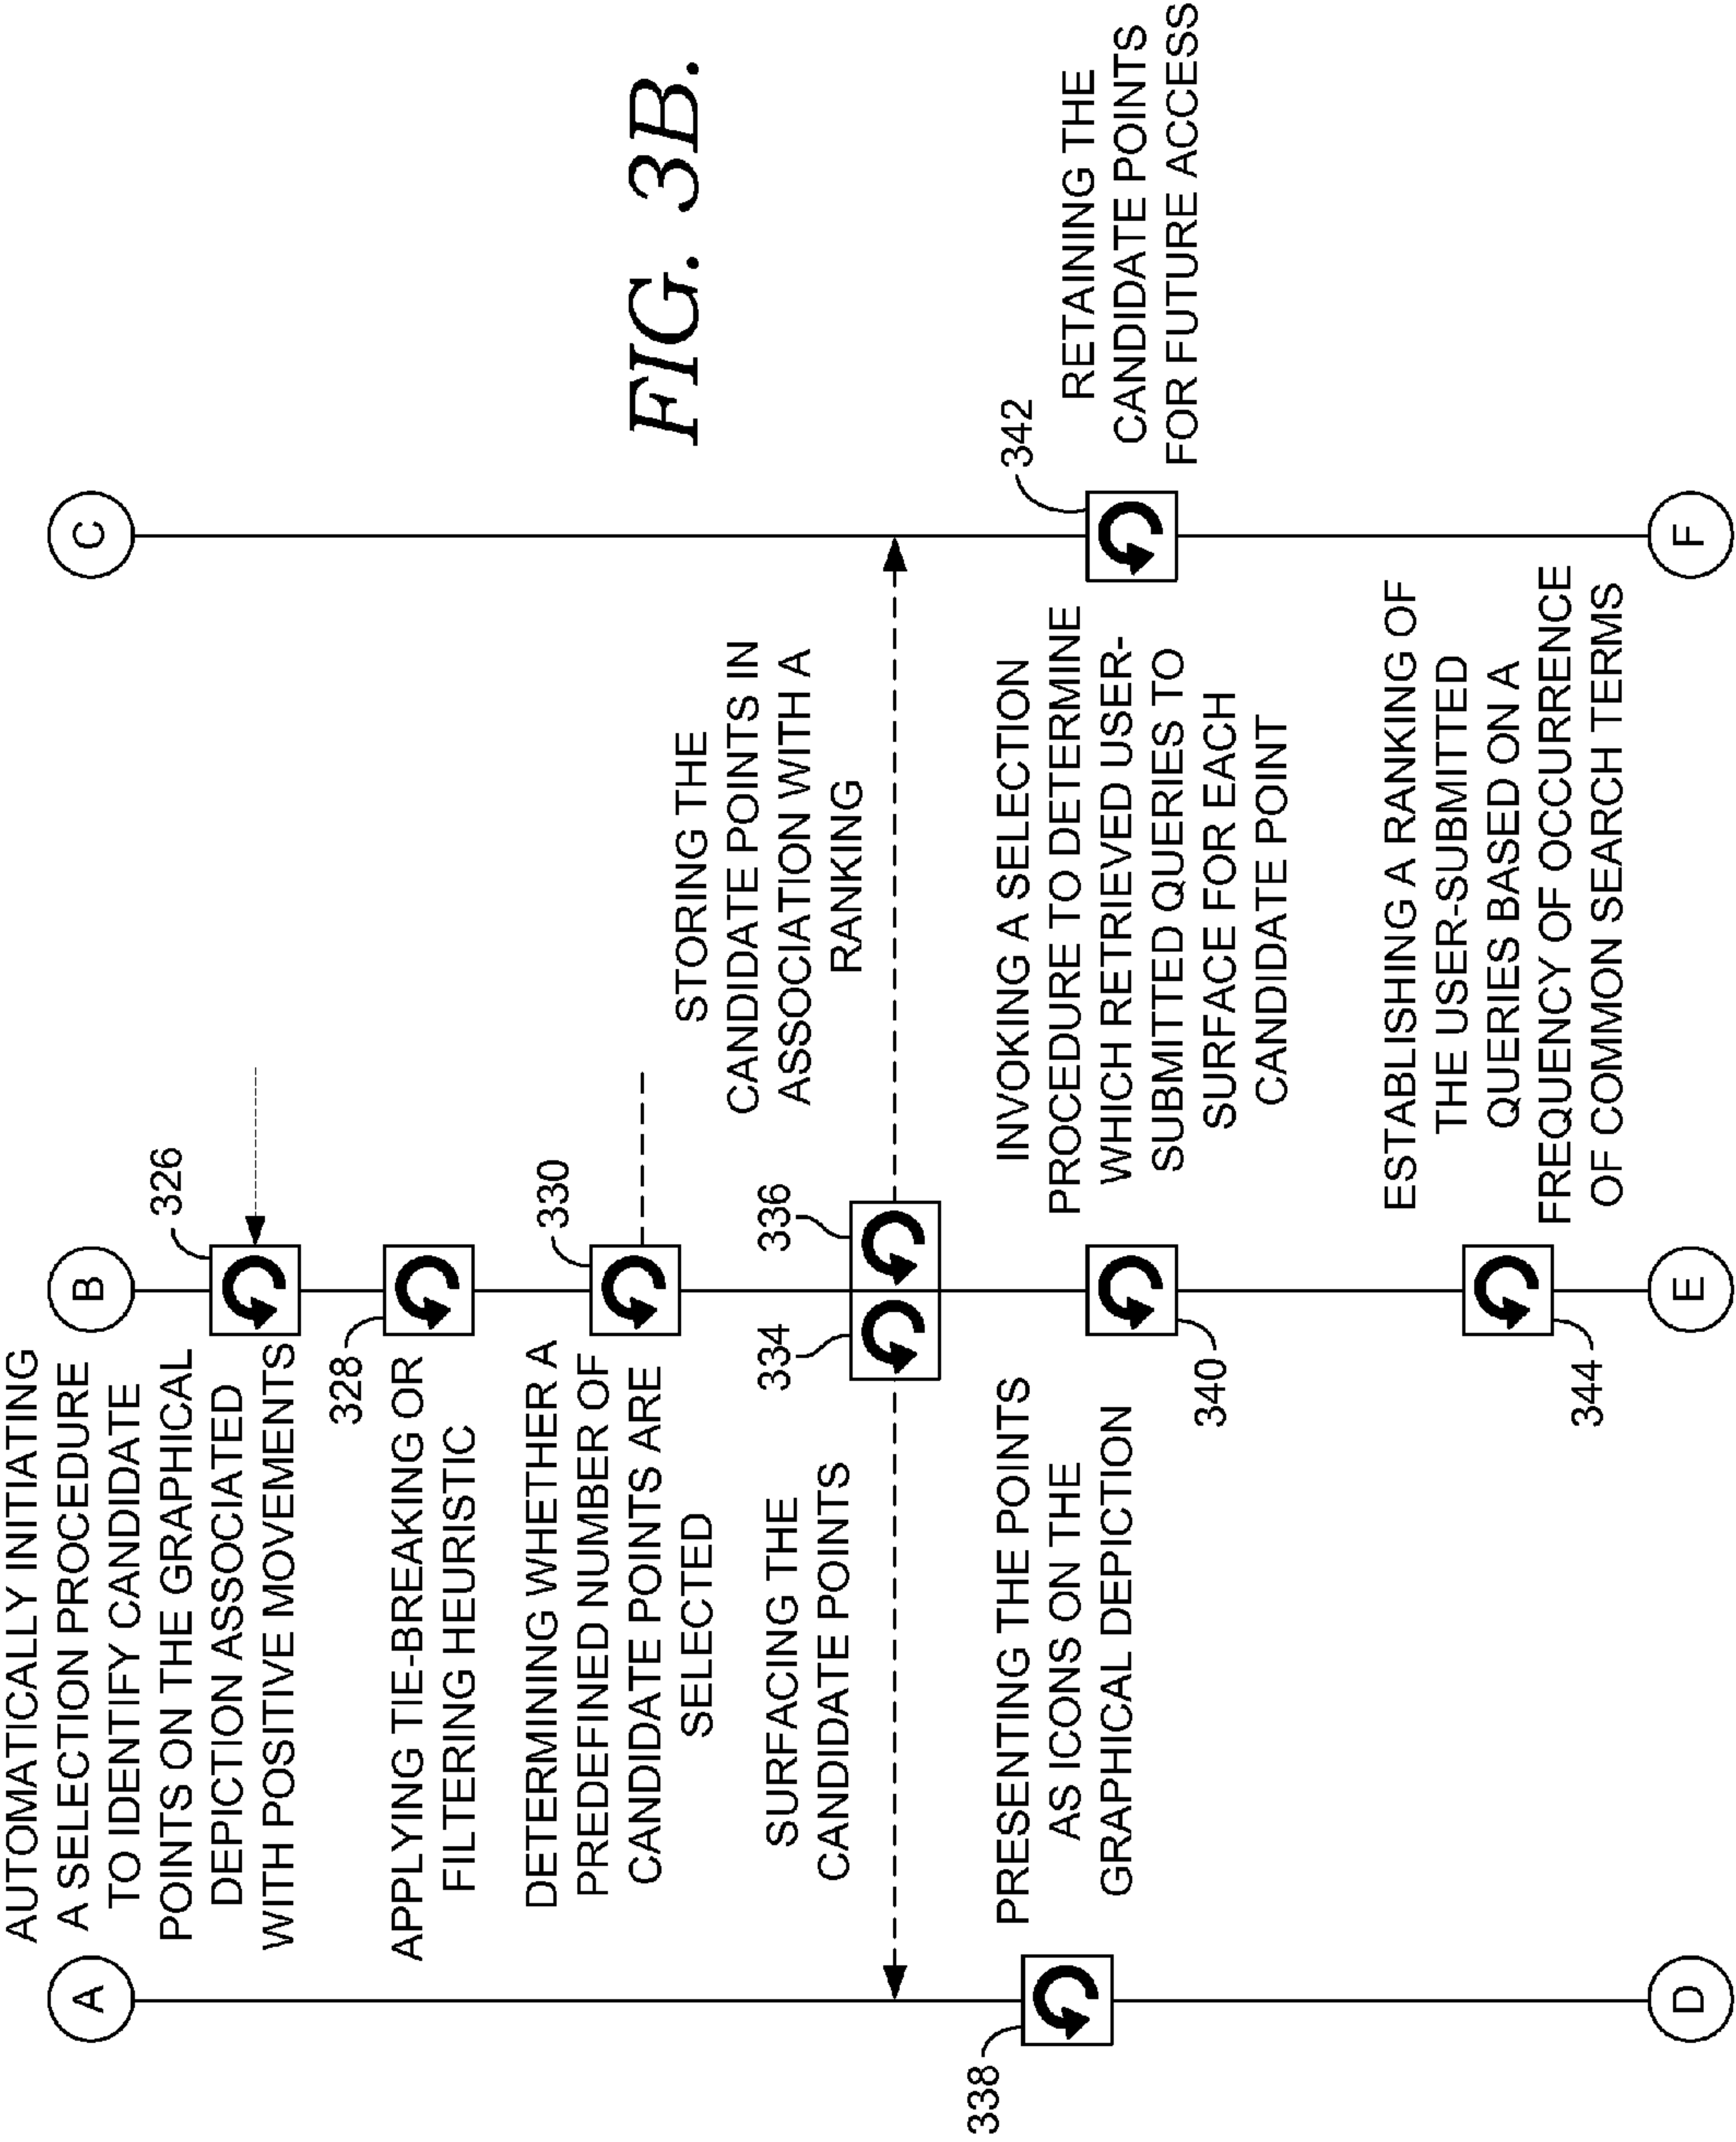 A
B
C
AUTOMATICALLY INITIATING
A SELECTION PROCEDURE
TO IDENTIFY CANDIDATE
POINTS ON THE GRAPHICAL
DEPICTION ASSOCIATED
WITH POSITIVE MOVEMENTS
326
328
APPLYING TIE-BREAKING OR
FILTERING HEURISTIC
330
DETERMINING WHETHER A
PREDEFINED NUMBER OF
CANDIDATE POINTS ARE
SELECTED
FIG. 3B.
STORING THE
CANDIDATE POINTS IN
ASSOCIATION WITH A
RANKING
SURFACING THE
CANDIDATE POINTS
334
336
338
PRESENTING THE POINTS
AS ICONS ON THE
GRAPHICAL DEPICTION
INVOKING A SELECTION
PROCEDURE TO DETERMINE
WHICH RETRIEVED USER-
SUBMITTED QUERIES TO
SURFACE FOR EACH
CANDIDATE POINT
340
342
RETAINING THE
CANDIDATE POINTS
FOR FUTURE ACCESS
ESTABLISHING A RANKING OF
THE USER-SUBMITTED
QUERIES BASED ON A
FREQUENCY OF OCCURRENCE
OF COMMON SEARCH TERMS
344
D
E
F